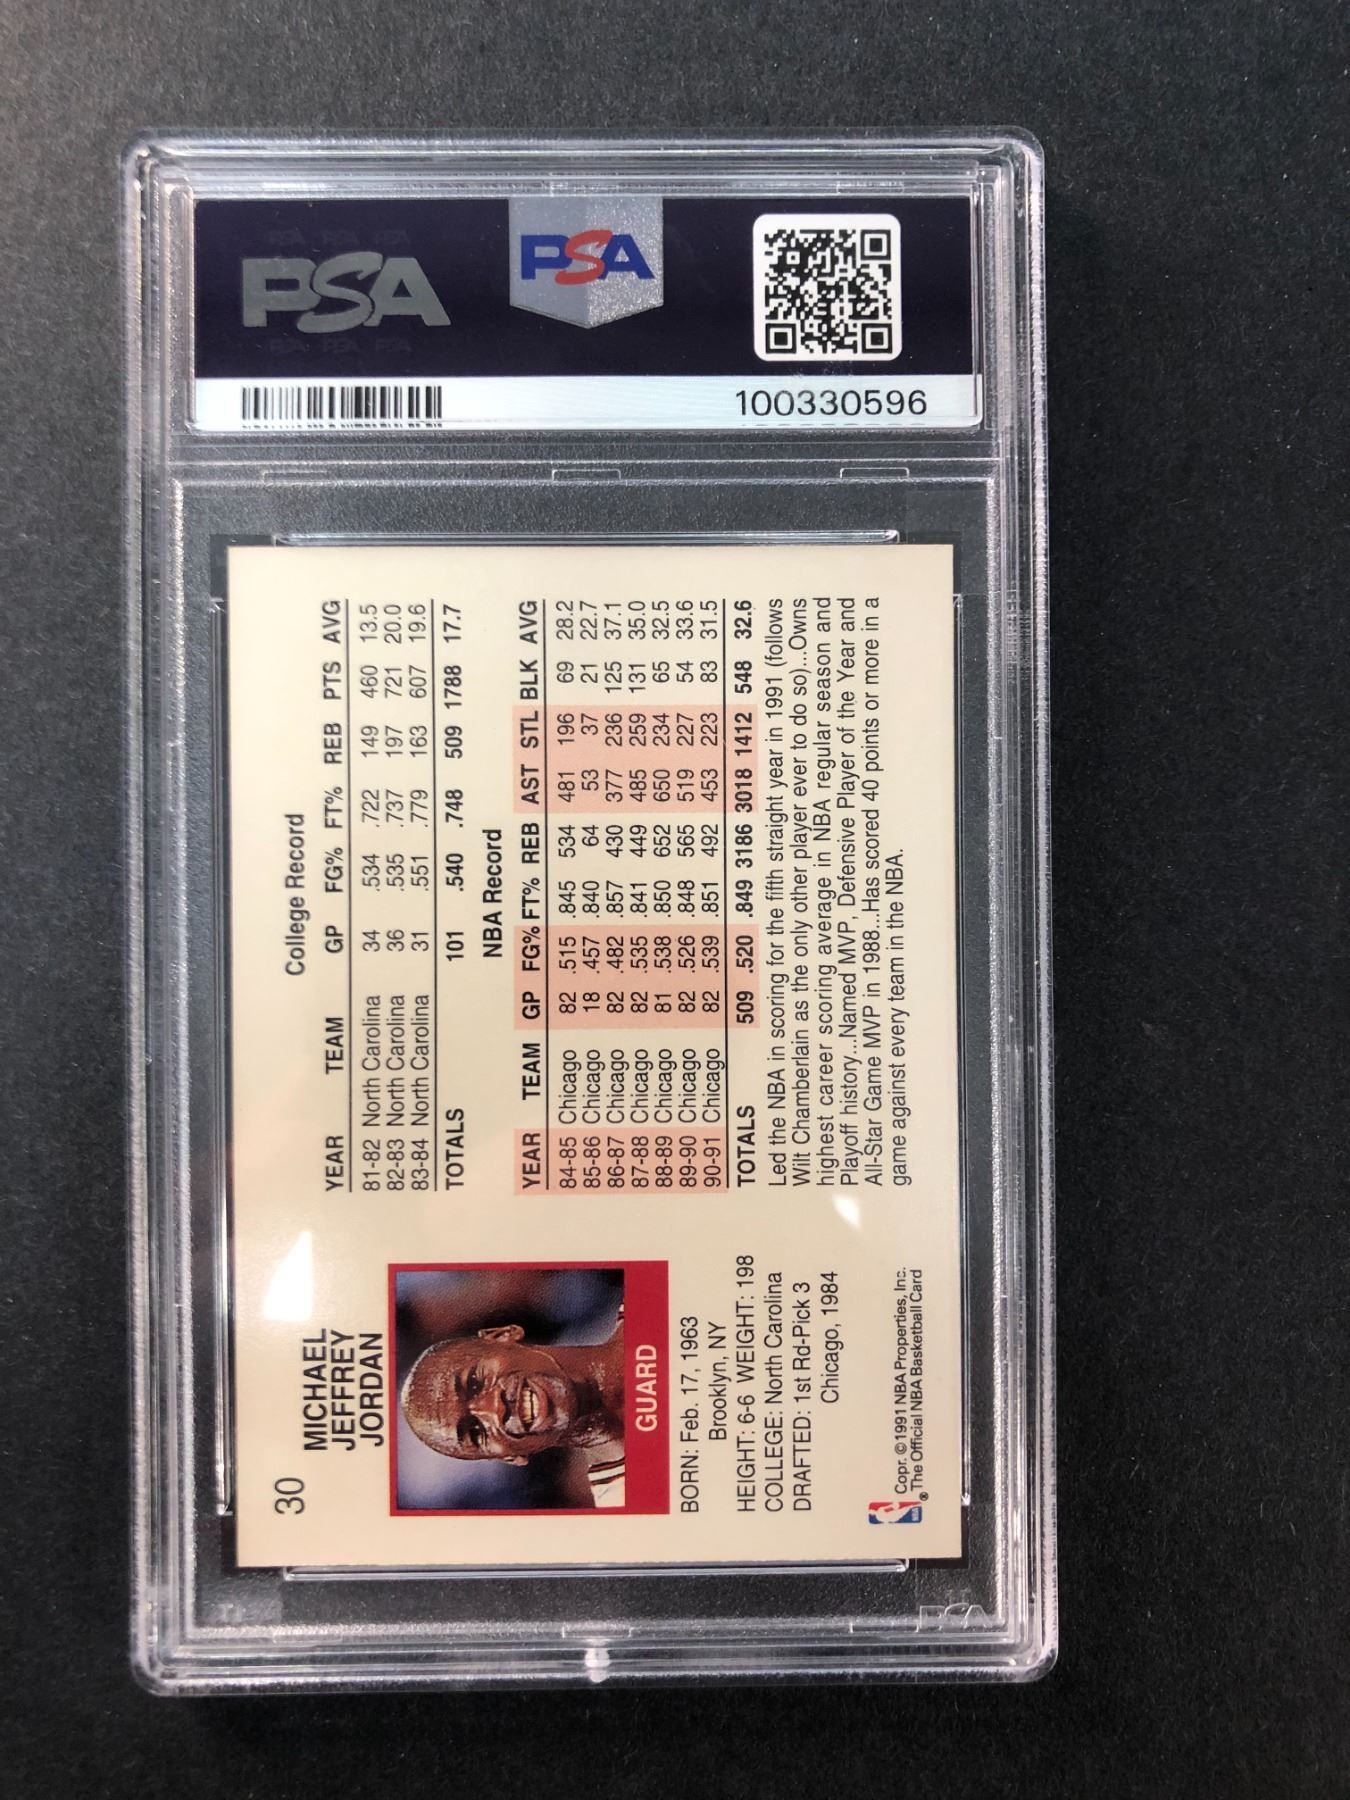 PSA
PSA
100330596
30
MICHAEL
JEFFREY
JORDAN
GUARD
BORN: Feb. 17, 1963
Brooklyn, NY
HEIGHT: 6-6 WEIGHT: 198
COLLEGE: North Carolina
DRAFTED: 1st Rd-Pick 3
Chicago, 1984
NBA
®
Copr. ©1991 NBA Properties, Inc.
The Official NBA Basketball Card
College Record
YEAR TEAM GP FG% FT% REB PTS AVG
81-82 North Carolina 34 .534 .722 149 460 13.5
82-83 North Carolina 36 .535 .737 197 721 20.0
83-84 North Carolina 31 .551 .779 163 607 19.6
TOTALS 101 .540 .748 509 1788 17.7
NBA Record
YEAR TEAM GP FG% FT% REB AST STL BLK AVG
84-85 Chicago 82 .515 .845 534 481 196 69 28.2
85-86 Chicago 18 .457 .840 64 53 37 21 22.7
86-87 Chicago 82 .482 .857 430 377 236 125 37.1
87-88 Chicago 82 .535 .841 449 485 259 131 35.0
88-89 Chicago 81 .538 .850 652 650 234 65 32.5
89-90 Chicago 82 .526 .848 565 519 227 54 33.6
90-91 Chicago 82 .539 .851 492 453 223 83 31.5
TOTALS 509 .520 .849 3186 3018 1412 548 32.6
Led the NBA in scoring for the fifth straight year in 1991 (follows
Wilt Chamberlain as the only other player ever to do so)...Owns
highest career scoring average in NBA regular season and
Playoff history...Named MVP, Defensive Player of the Year and
All-Star Game MVP in 1988...Has scored 40 points or more in a
game against every team in the NBA.
PSA